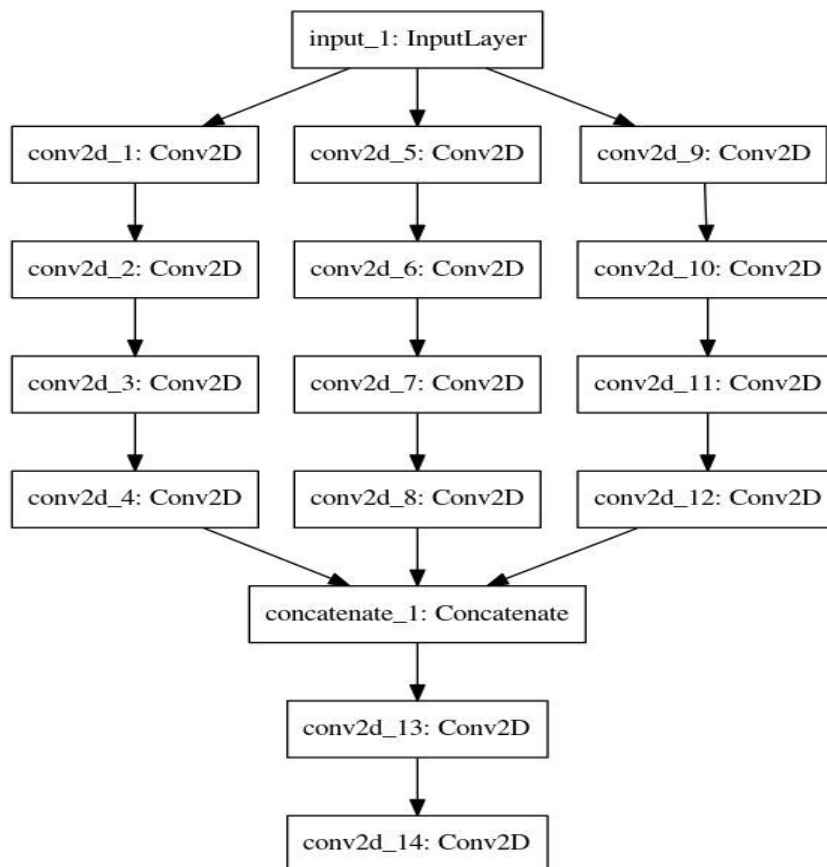 input_1: InputLayer
conv2d_1: Conv2D
conv2d_5: Conv2D
conv2d_9: Conv2D
conv2d_2: Conv2D
conv2d_6: Conv2D
conv2d_10: Conv2D
conv2d_3: Conv2D
conv2d_7: Conv2D
conv2d_11: Conv2D
conv2d_4: Conv2D
conv2d_8: Conv2D
conv2d_12: Conv2D
concatenate_1: Concatenate
conv2d_13: Conv2D
conv2d_14: Conv2D